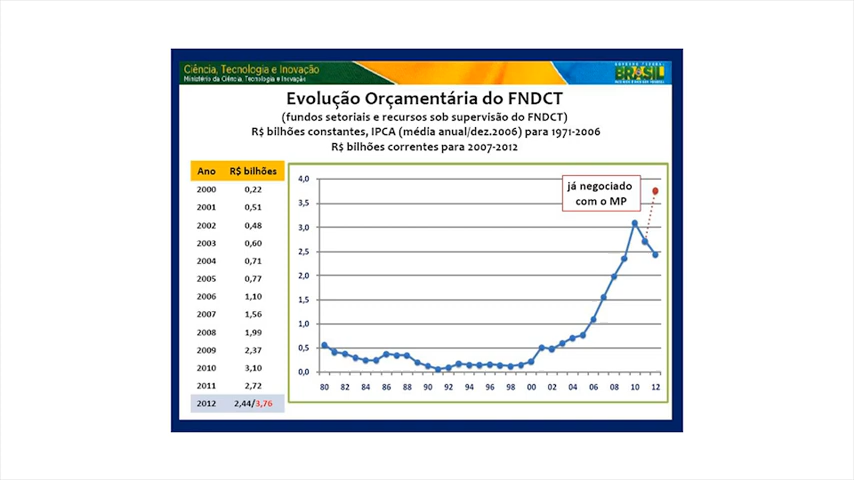 Ciência, Tecnologia e Inovação
Ministério da Ciência, Tecnologia e Inovação
BRASIL
Evolução Orçamentária do FNDCT
(fundos setoriais e recursos sob supervisão do FNDCT)
R$ bilhões constantes, IPCA (média anual/dez.2006) para 1971-2006
R$ bilhões correntes para 2007-2012
Ano R$ bilhões
2000 0,22
2001 0,51
2002 0,48
2003 0,60
2004 0,71
2005 0,77
2006 1,10
2007 1,56
2008 1,99
2009 2,37
2010 3,10
2011 2,72
2012 2,44/3,76
4,0
3,5
3,0
2,5
2,0
1,5
1,0
0,5
0,0
já negociado
com o MP
80 82 84 86 88 90 92 94 96 98 00 02 04 06 08 10 12